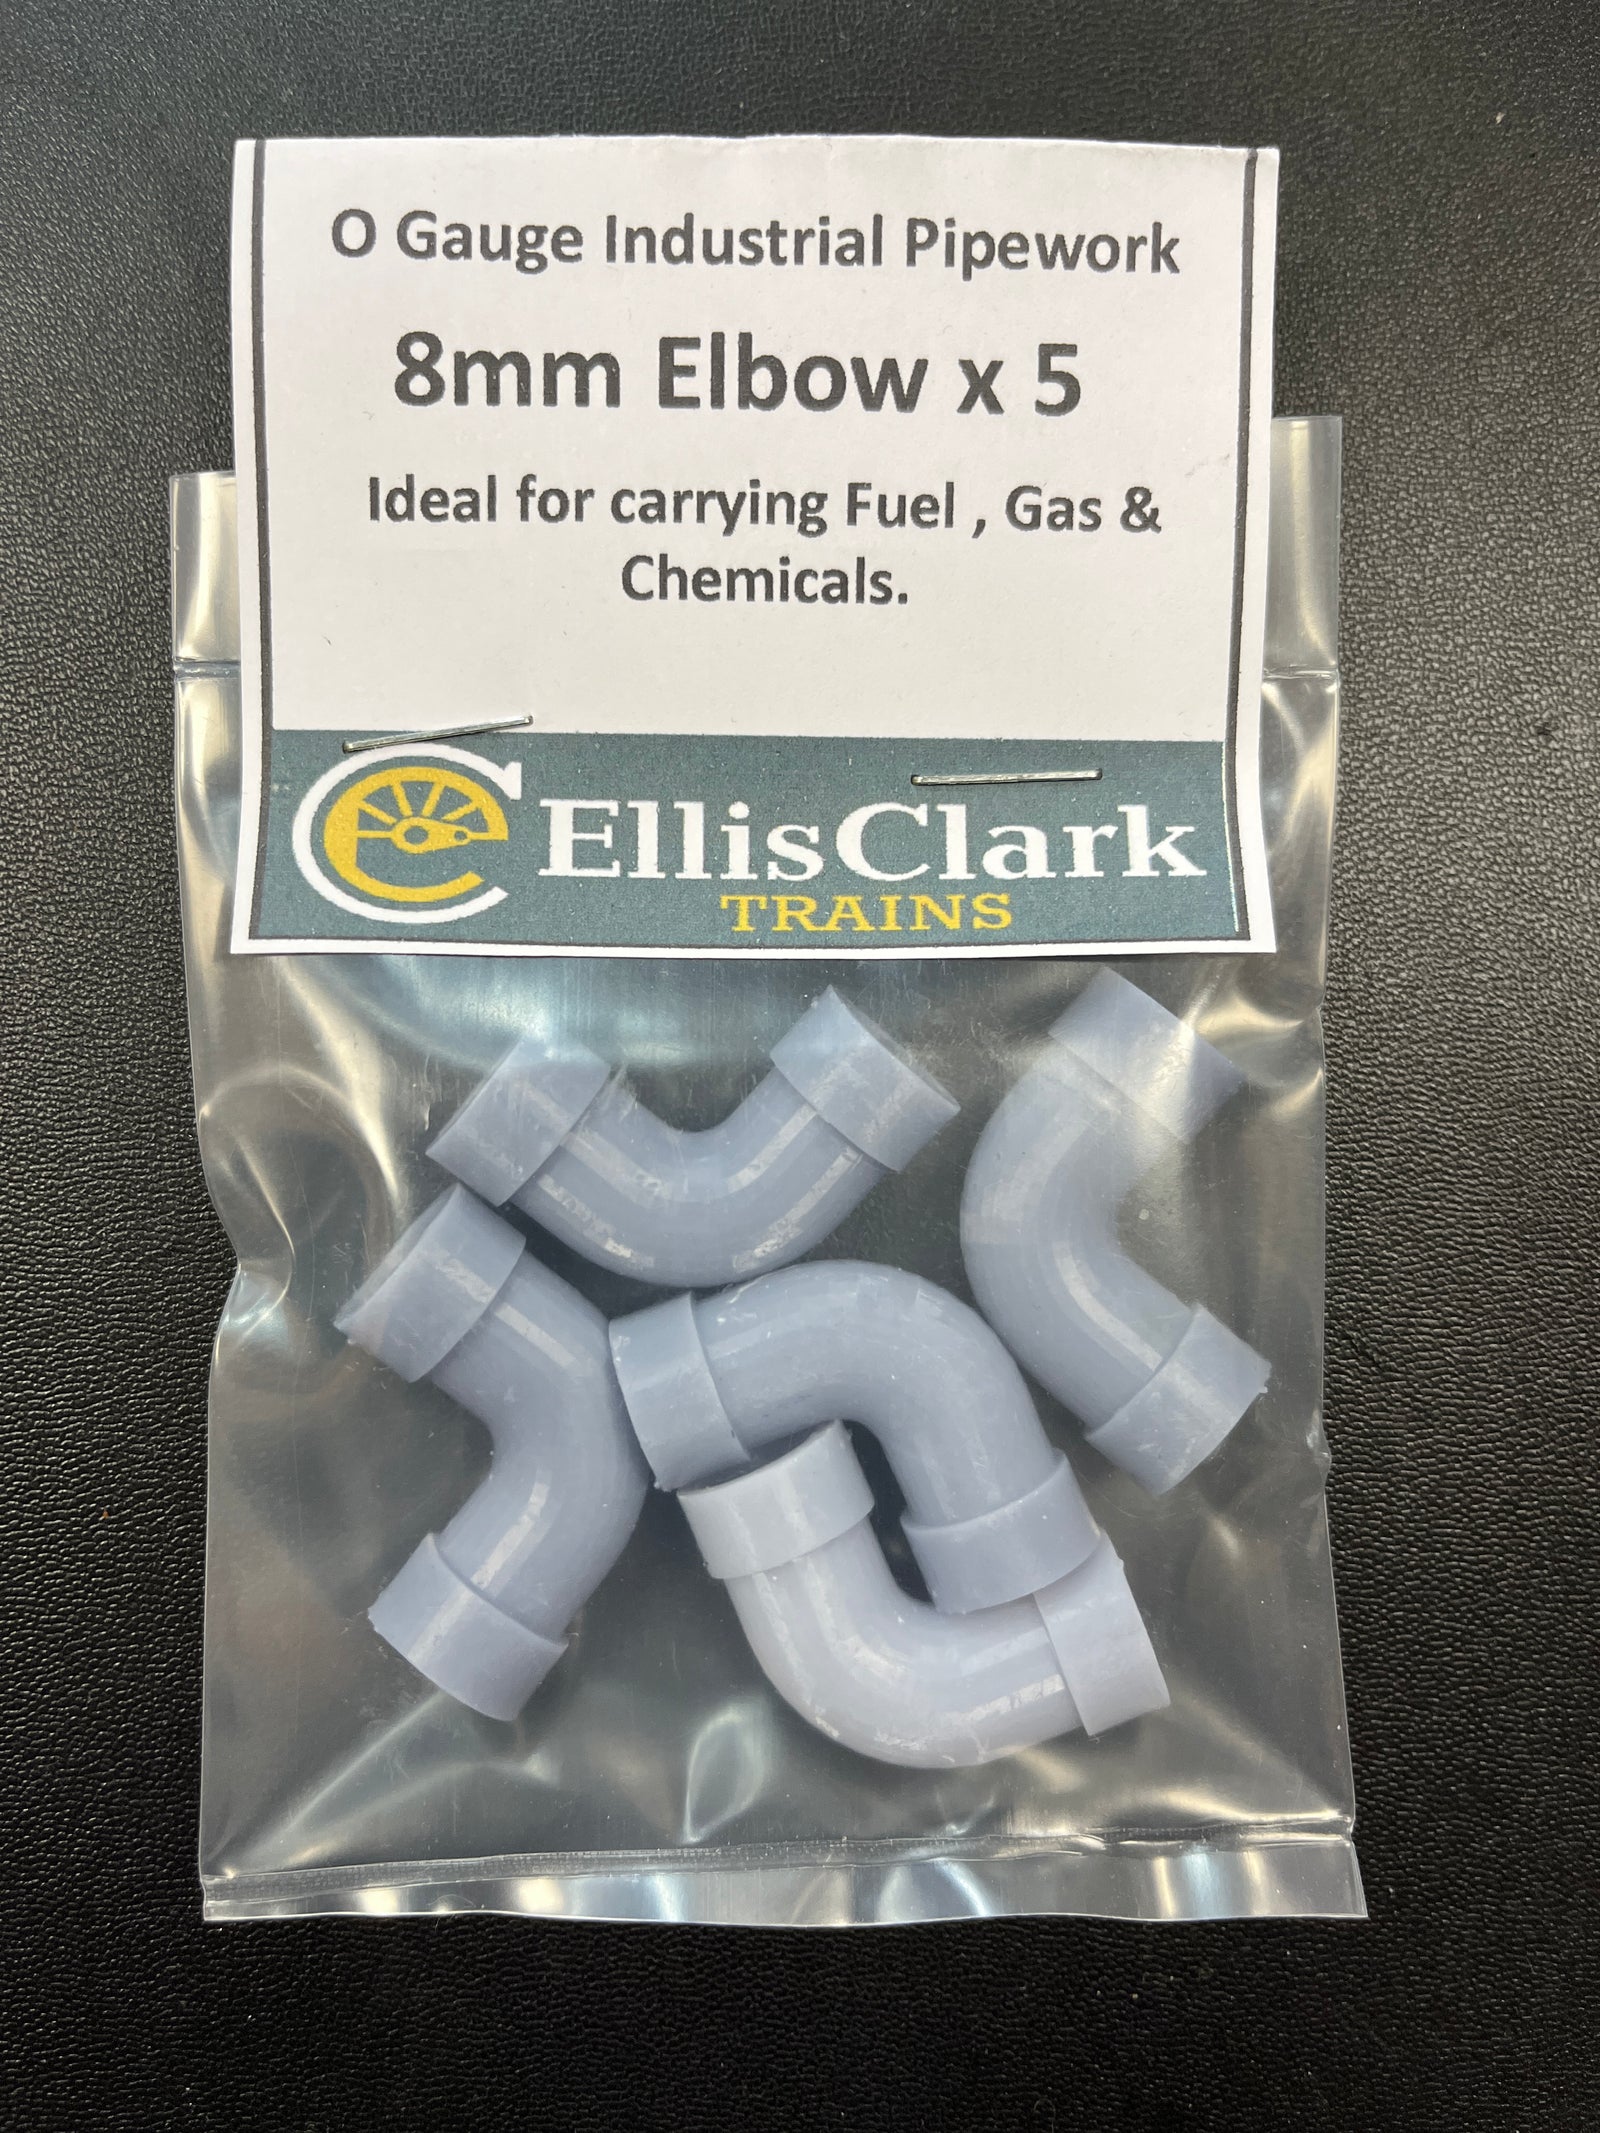 O Gauge Industrial Pipework
8mm Elbow x 5
Ideal for carrying Fuel , Gas &
Chemicals.
EllisClark
TRAINS